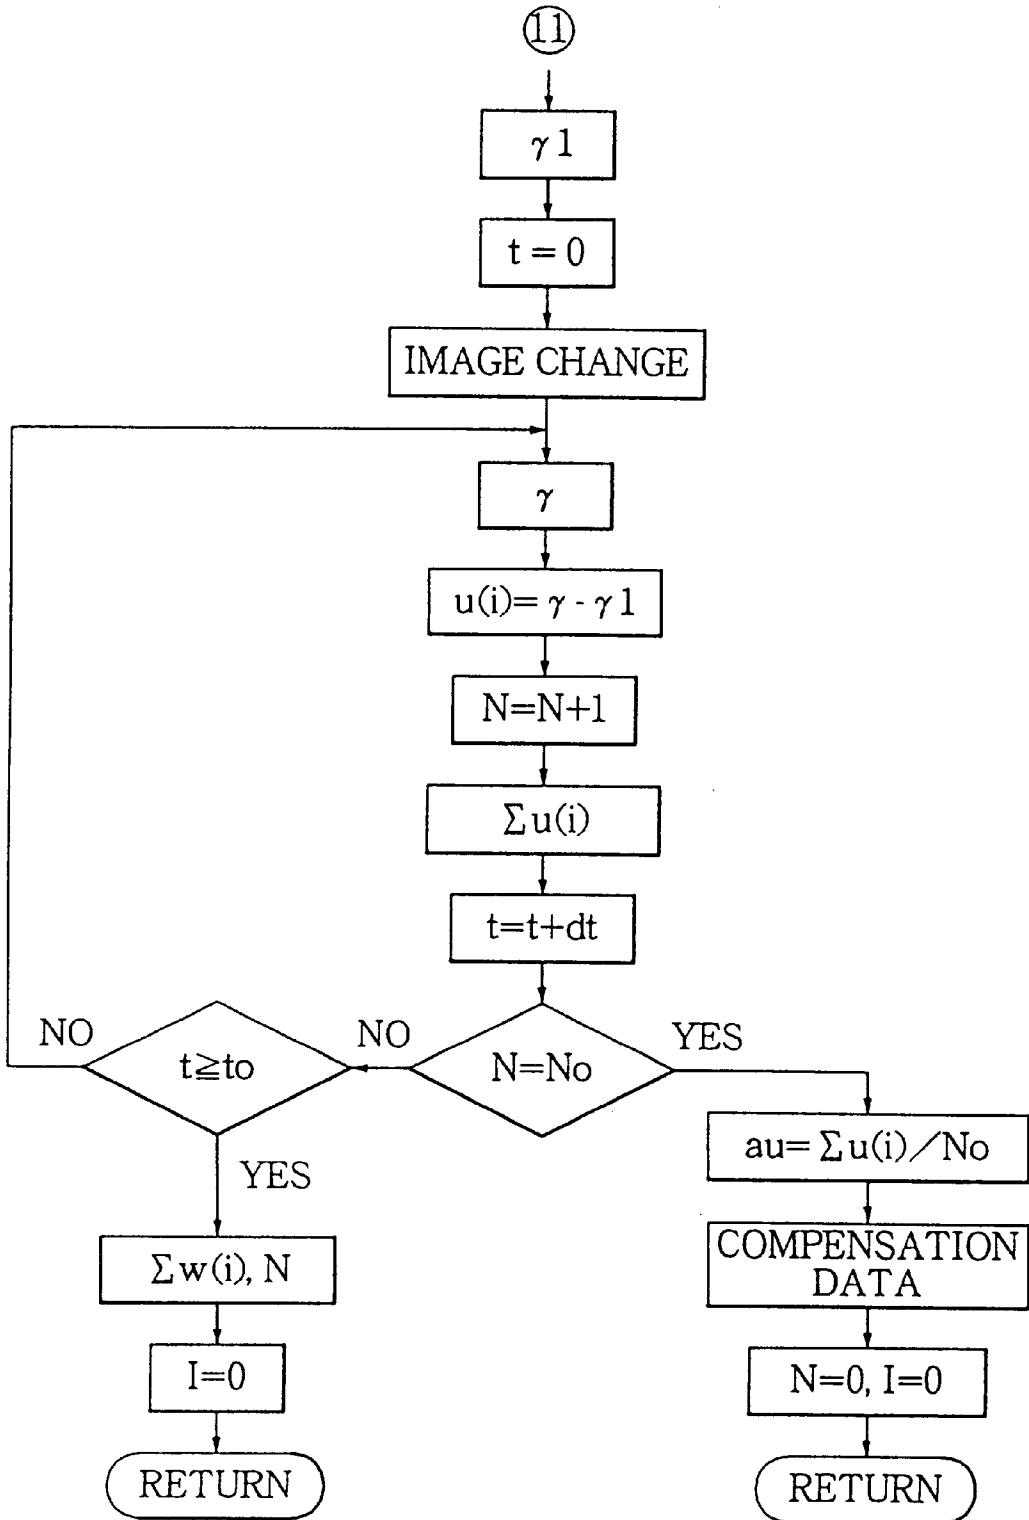 11
γ1
t=0
IMAGE CHANGE
γ
u(i)=γ-γ1
N=N+1
Σu(i)
t=t+dt
N=No
NO
YES
t≧to
NO
YES
Σw(i), N
I=0
RETURN
au=Σu(i)/No
COMPENSATION
DATA
N=0, I=0
RETURN